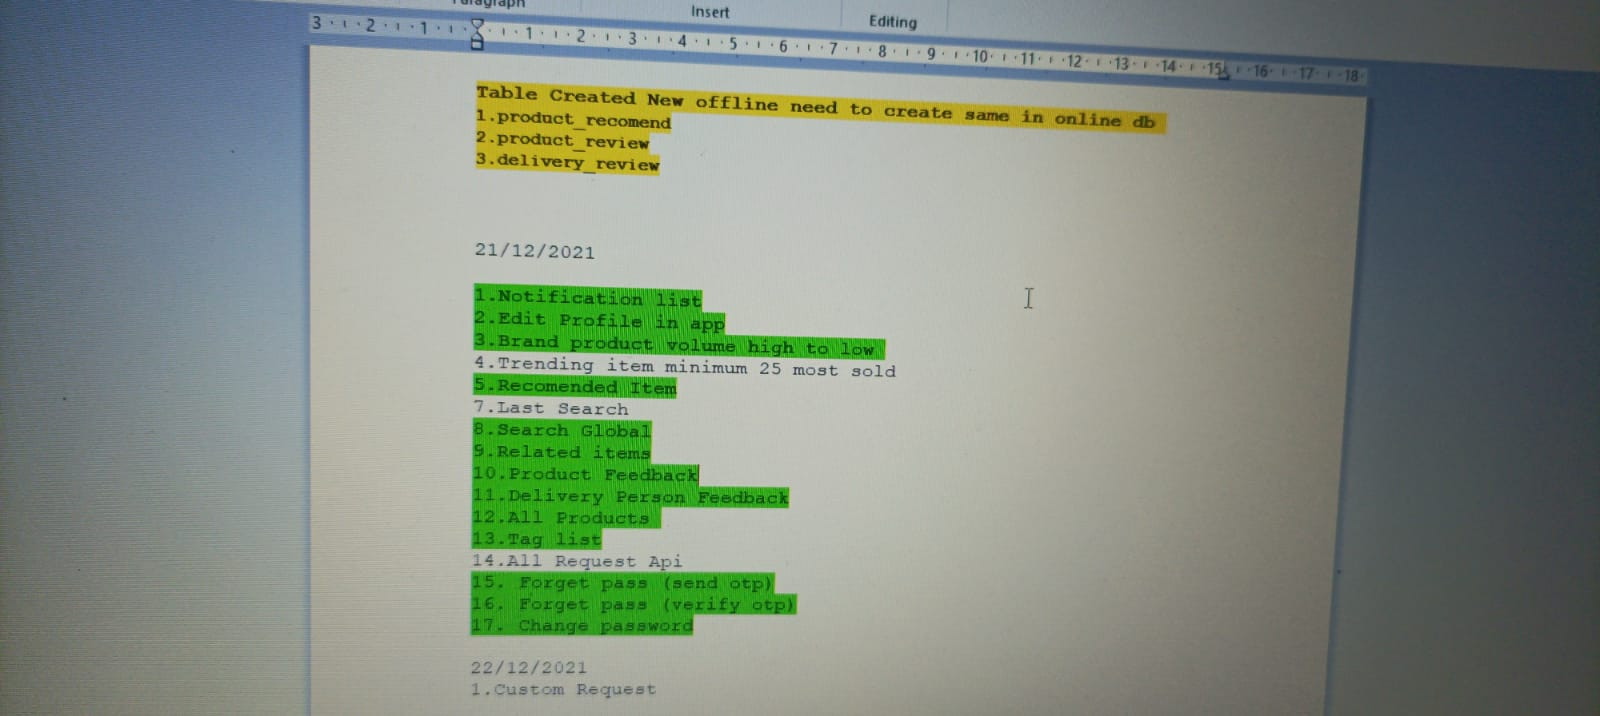 Paragraph
Insert
Editing
3 2 1 1 2 3 4 5 6 7 8 9 10 11 12 13 14 15 16 17 18
Table Created New offline need to create same in online db
1.product_recomend
2.product_review
3.delivery_review
21/12/2021
1.Notification list
2.Edit Profile in app
3.Brand product volume high to low
4.Trending item minimum 25 most sold
5.Recomended Item
7.Last Search
8.Search Global
9.Related items
10.Product Feedback
11.Delivery Person Feedback
12.All Products
13.Tag list
14.All Request Api
15. Forget pass (send otp)
16. Forget pass (verify otp)
17. Change password
22/12/2021
1.Custom Request